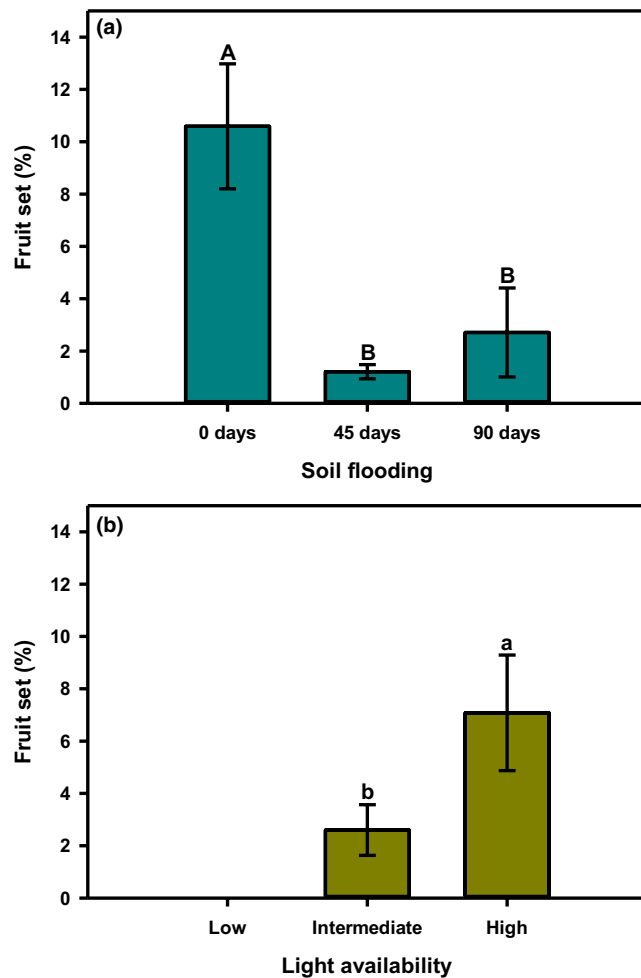 (a)
14
12
10
8
6
4
2
0
Fruit set (%)
A
B
B
0 days 45 days 90 days
Soil flooding
(b)
14
12
10
8
6
4
2
0
Fruit set (%)
b
a
Low Intermediate High
Light availability